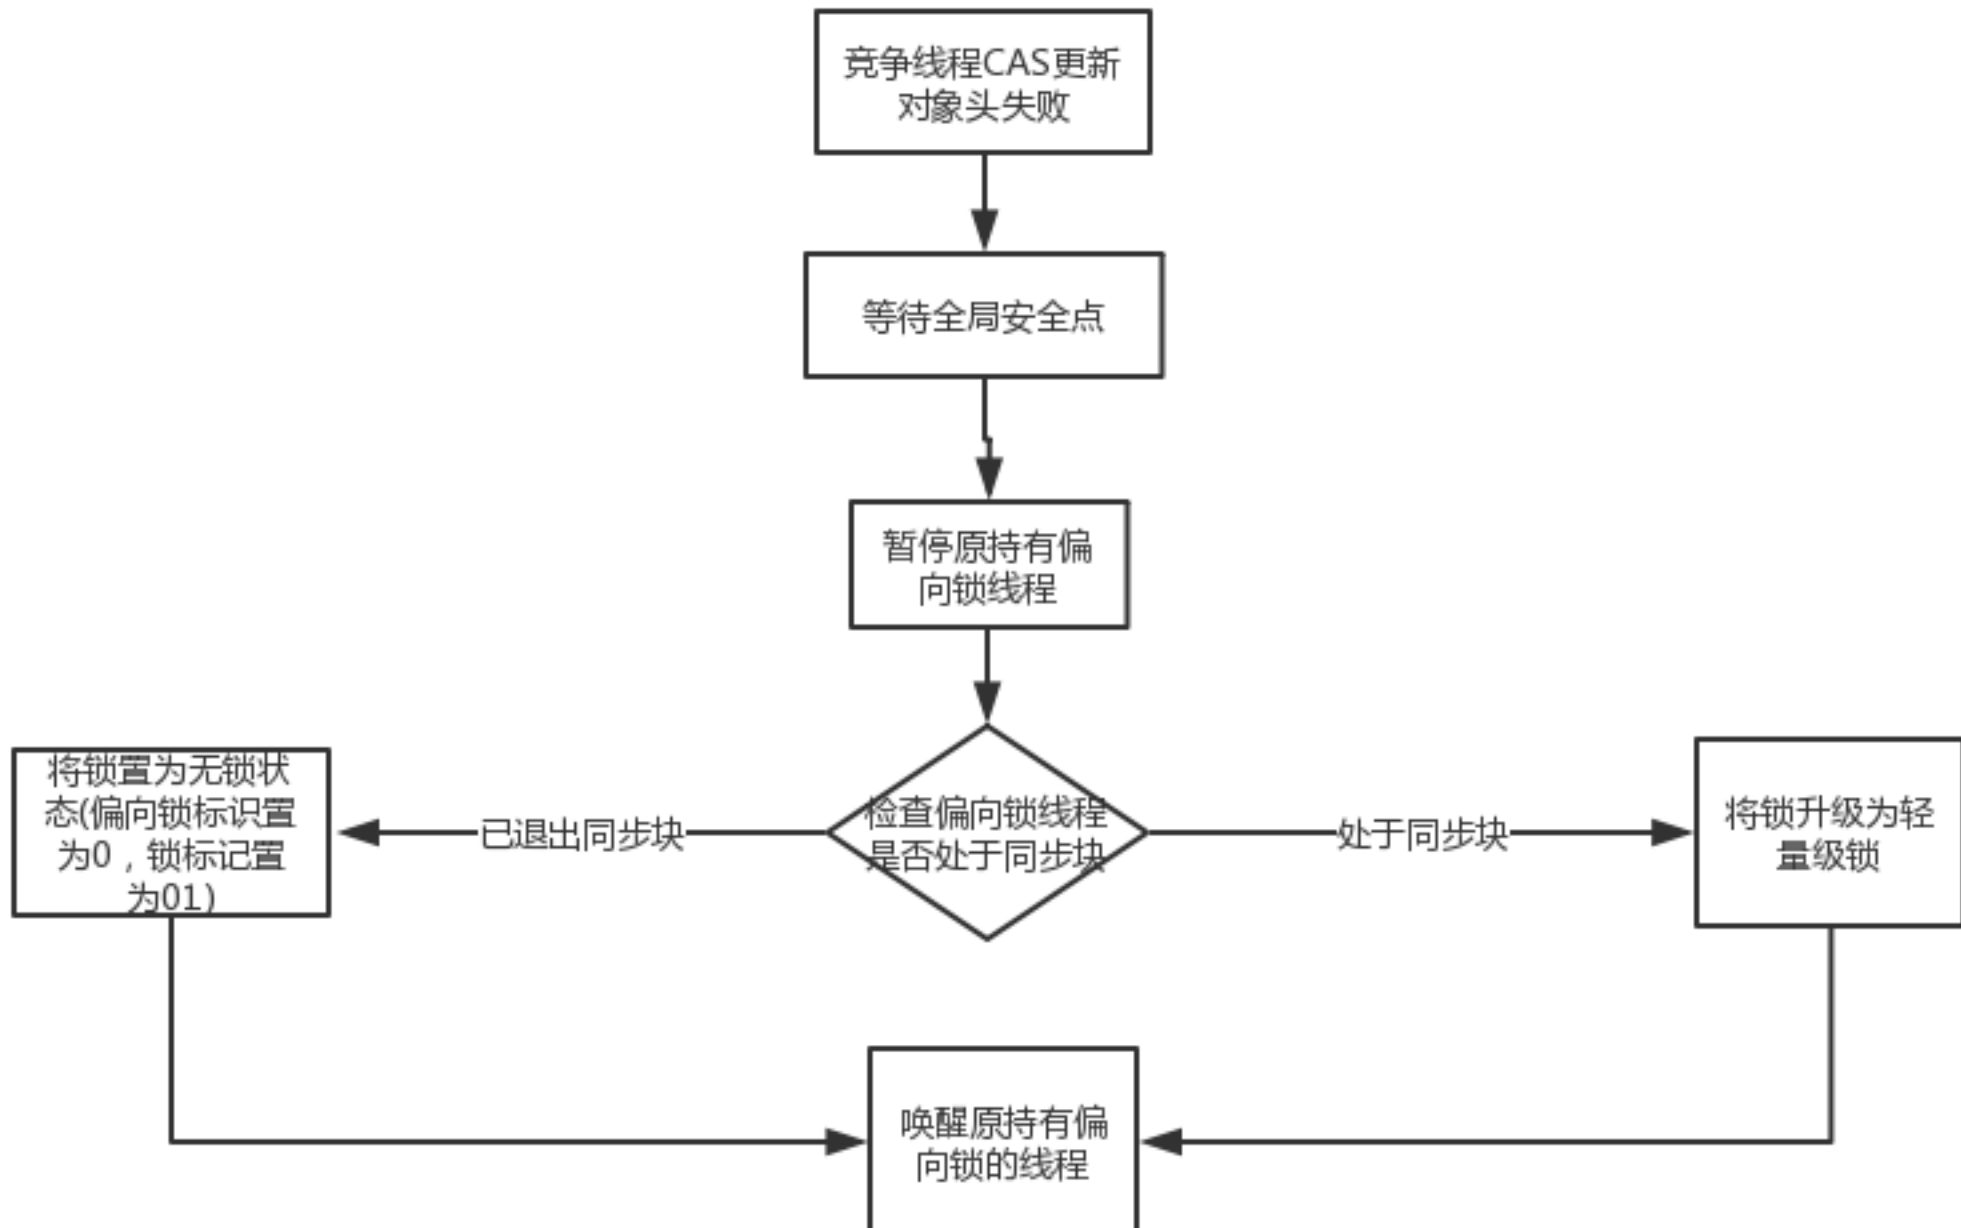 竞争线程CAS更新
对象头失败
等待全局安全点
暂停原持有偏
向锁线程
将锁置为无锁状
态(偏向锁标识置
为0，锁标记置
为01)
已退出同步块
检查偏向锁线程
是否处于同步块
处于同步块
将锁升级为轻
量级锁
唤醒原持有偏
向锁的线程